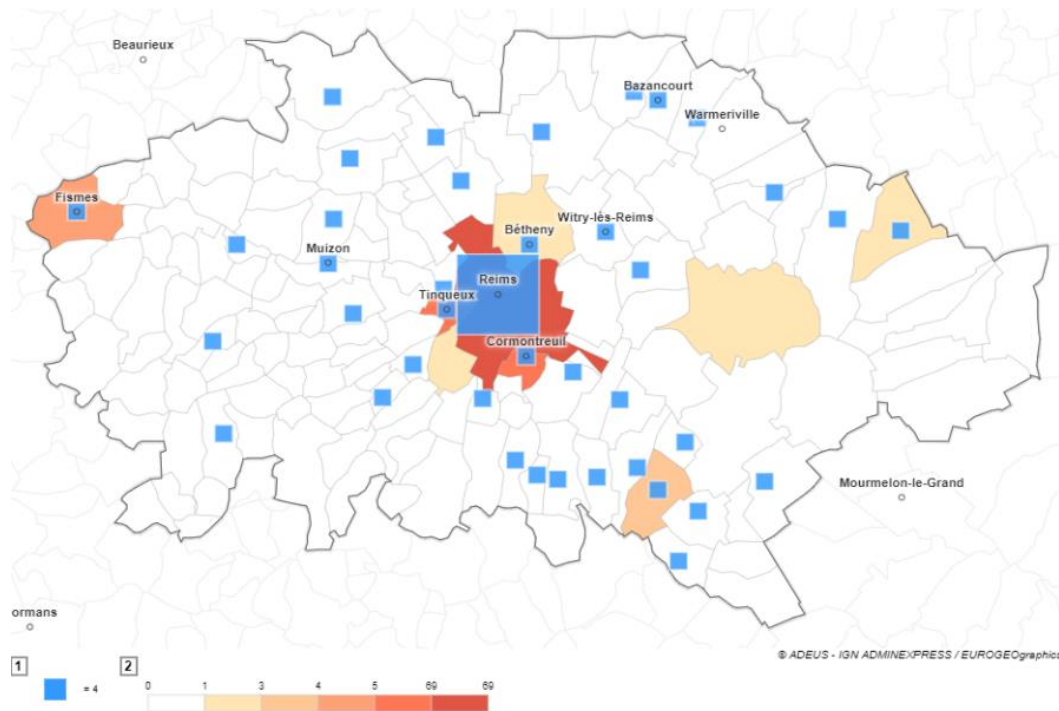 Beaurieux
Bazancourt
Warmeriville
Fismes
Witry-lès-Reims
Bétheny
Muizon
Reims
Tinqueux
Cormontreuil
Mourmelon-le-Grand
ormans
© ADEUS - IGN ADMINEXPRESS / EUROGEOgraphics
1 2
0 1 3 4 5 69 69
= 4